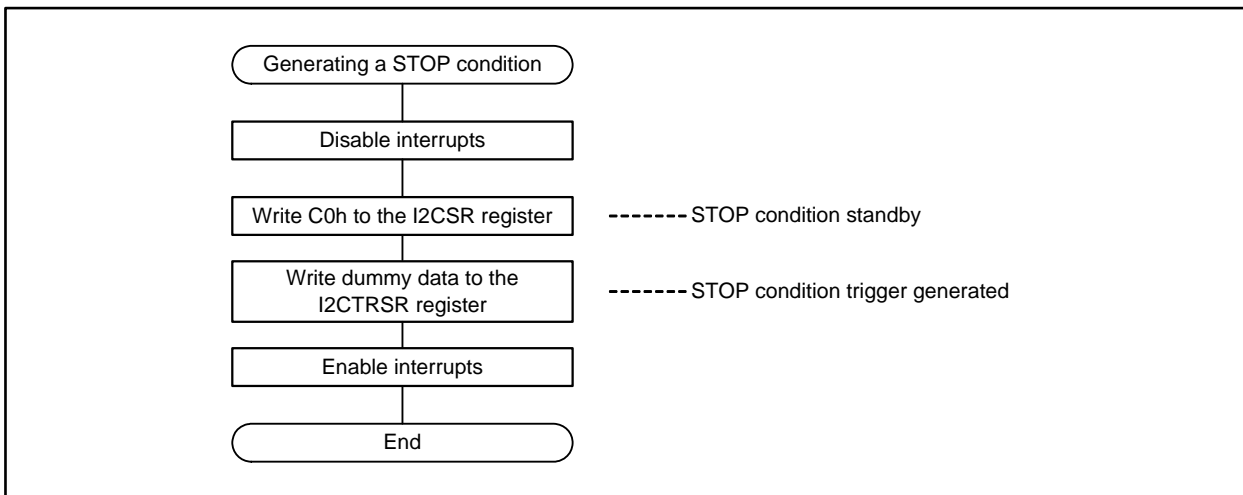 Generating a STOP condition
Disable interrupts
Write C0h to the I2CSR register
STOP condition standby
Write dummy data to the
I2CTRSR register
STOP condition trigger generated
Enable interrupts
End